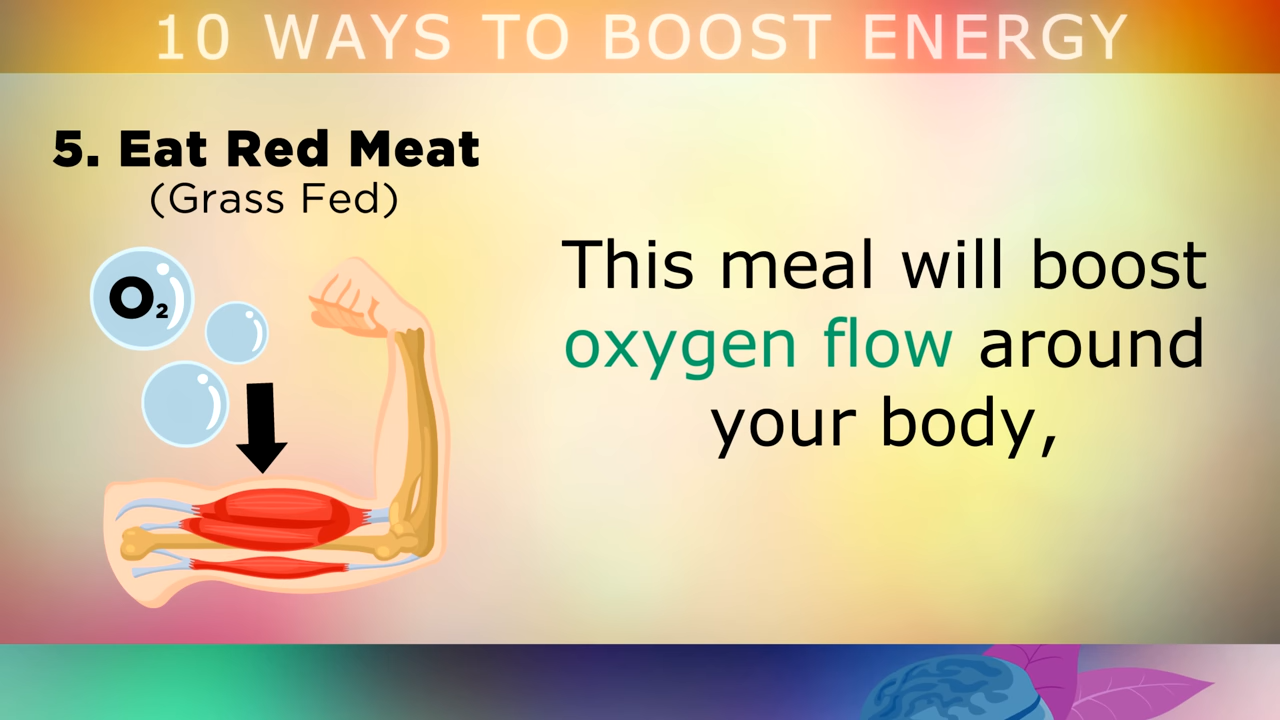 10 WAYS TO BOOST ENERGY
5. Eat Red Meat
(Grass Fed)
O₂
This meal will boost
oxygen flow around
your body,